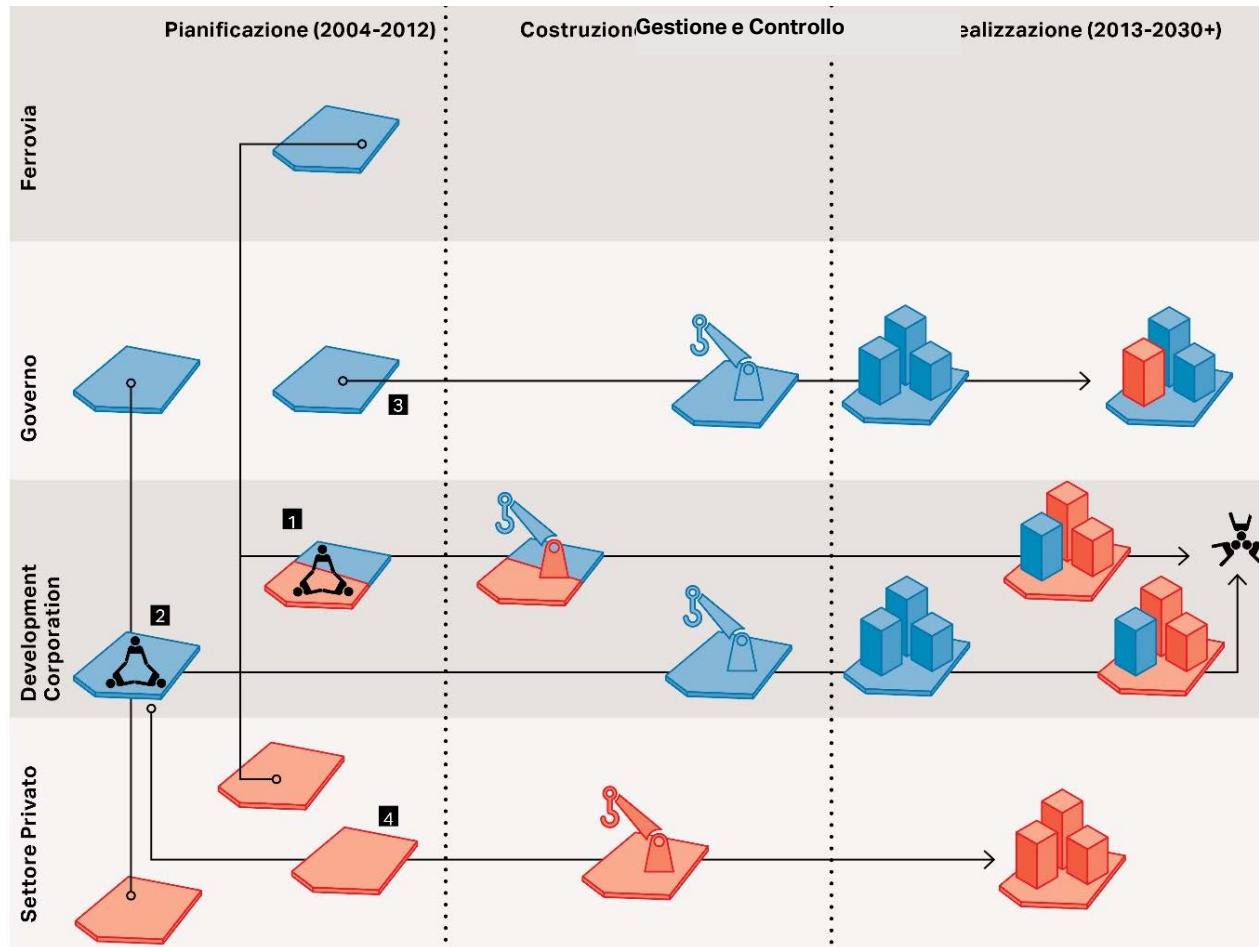 Pianificazione (2004-2012)
Costruzion
Gestione e Controllo
ealizzazione (2013-2030+)
Ferrovia
Governo
3
1
Development
Corporation
2
Settore Privato
4